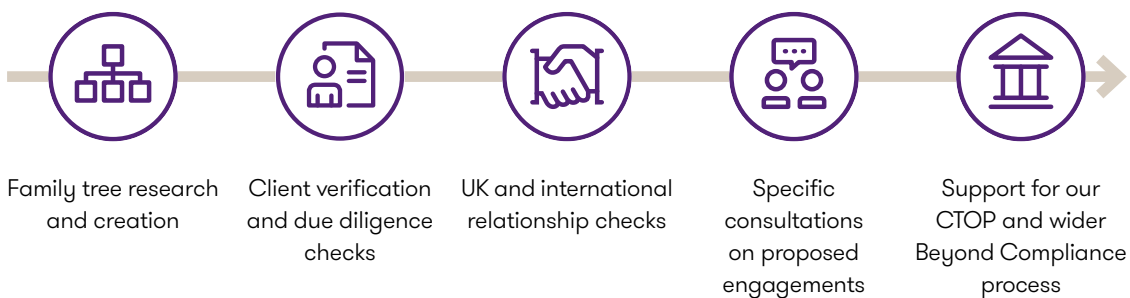 Family tree research
and creation
Client verification
and due diligence
checks
UK and international
relationship checks
Specific
consultations
on proposed
engagements
Support for our
CTOP and wider
Beyond Compliance
process